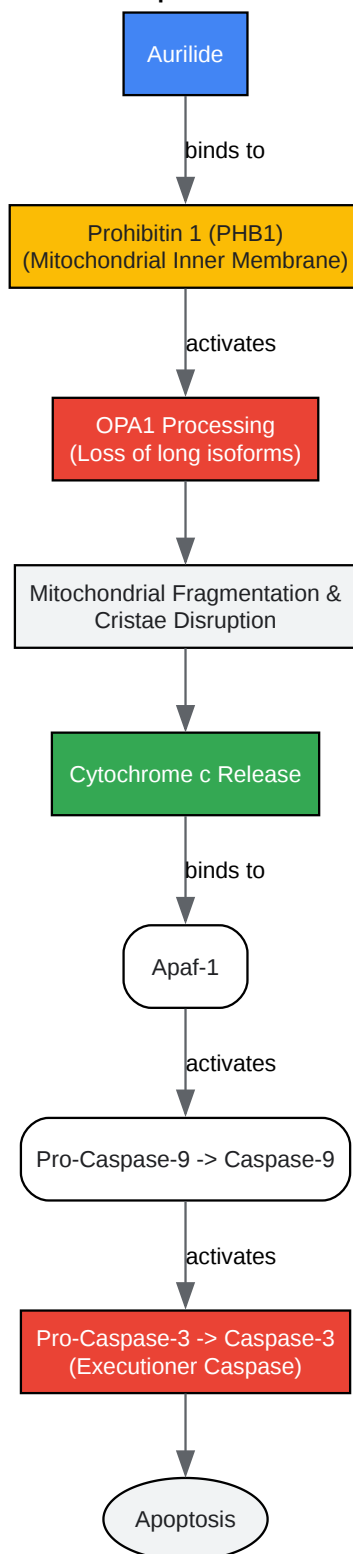 Aurilide
binds to
Prohibitin 1 (PHB1)
(Mitochondrial Inner Membrane)
activates
OPA1 Processing
(Loss of long isoforms)
Mitochondrial Fragmentation &
Cristae Disruption
Cytochrome c Release
binds to
Apaf-1
activates
Pro-Caspase-9 -> Caspase-9
activates
Pro-Caspase-3 -> Caspase-3
(Executioner Caspase)
Apoptosis